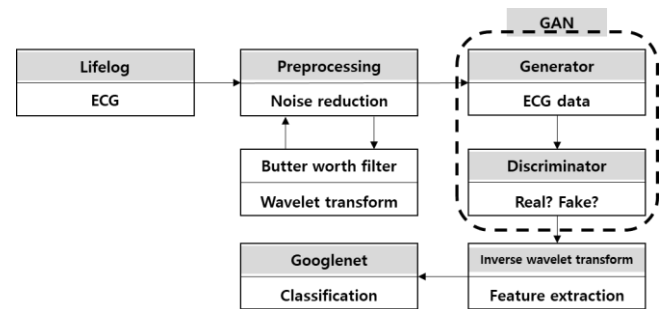 GAN
Lifelog
ECG
Preprocessing
Noise reduction
Generator
ECG data
Butter worth filter
Wavelet transform
Discriminator
Real? Fake?
Googlenet
Classification
Inverse wavelet transform
Feature extraction